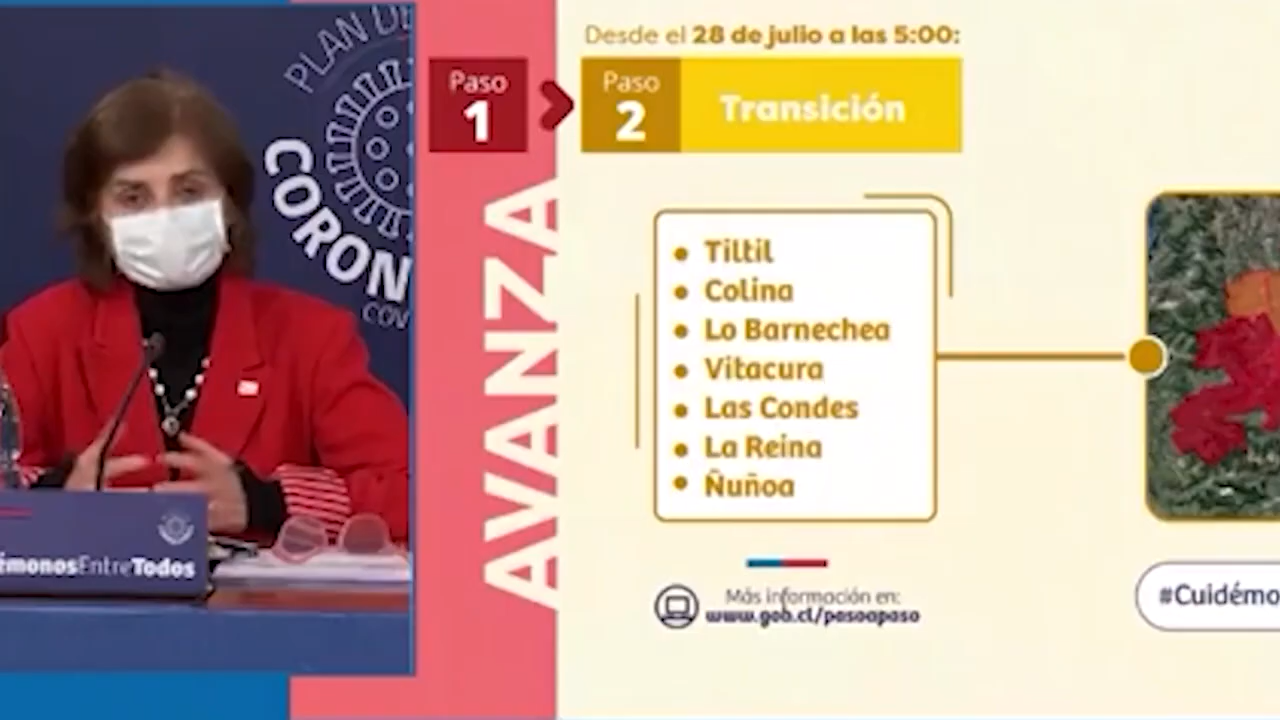 PLAN DE
CORON
COV
émonosEntreTodos
AVANZA
Desde el 28 de julio a las 5:00:
Paso 1
Paso 2
Transición
• Tiltil
• Colina
• Lo Barnechea
• Vitacura
• Las Condes
• La Reina
• Ñuñoa
Más información en:
www.gob.cl/pasoapaso
#Cuidémo